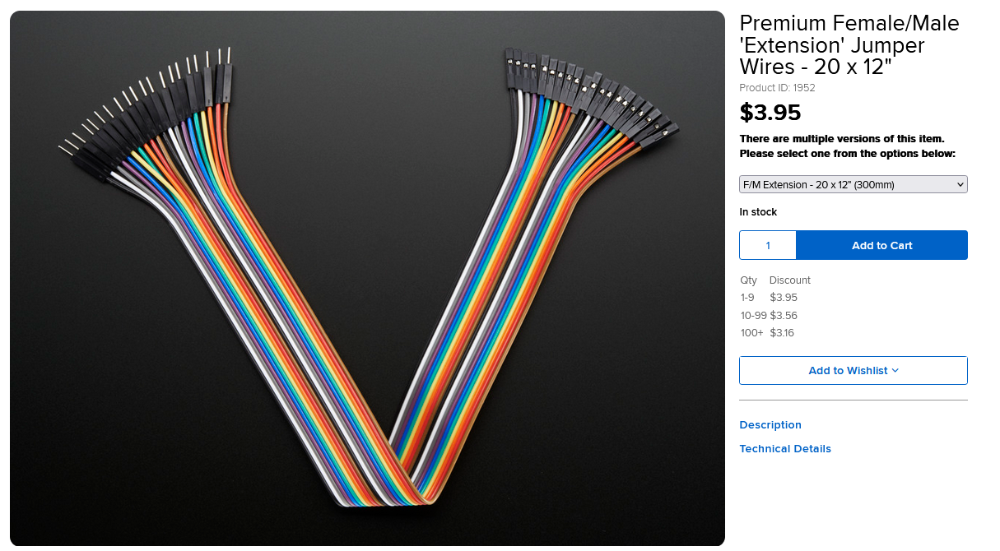 Premium Female/Male
'Extension' Jumper
Wires - 20 x 12"
Product ID: 1952
$3.95
There are multiple versions of this item.
Please select one from the options below:
F/M Extension - 20 x 12" (300mm)
In stock
1 Add to Cart
Qty Discount
1-9 $3.95
10-99 $3.56
100+ $3.16
Add to Wishlist
Description
Technical Details